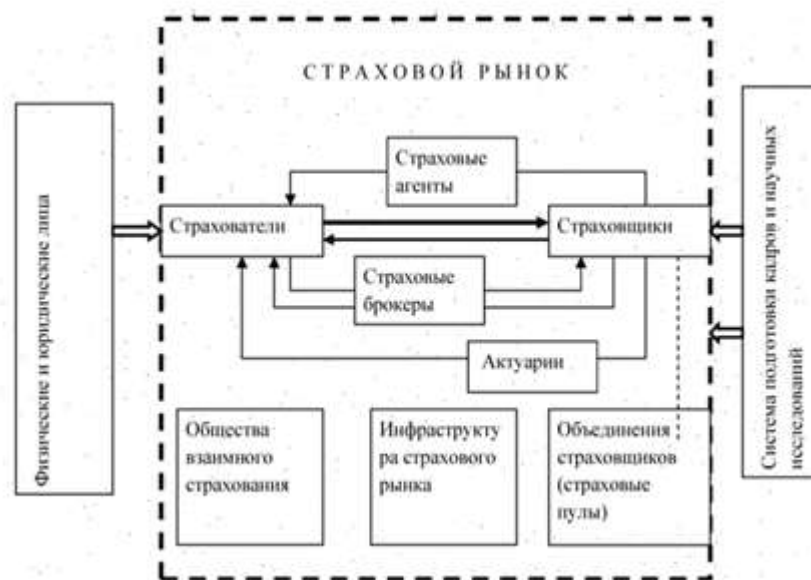 СТРАХОВОЙ РЫНОК
Физические и юридические лица
Страховые
агенты
Страхователи
Страховщики
Страховые
брокеры
Актуарии
Общества
взаимного
страхования
Инфраструкту
ра страхового
рынка
Объединения
страховщиков
(страховые
пулы)
Система подготовки кадров и научных
исследований